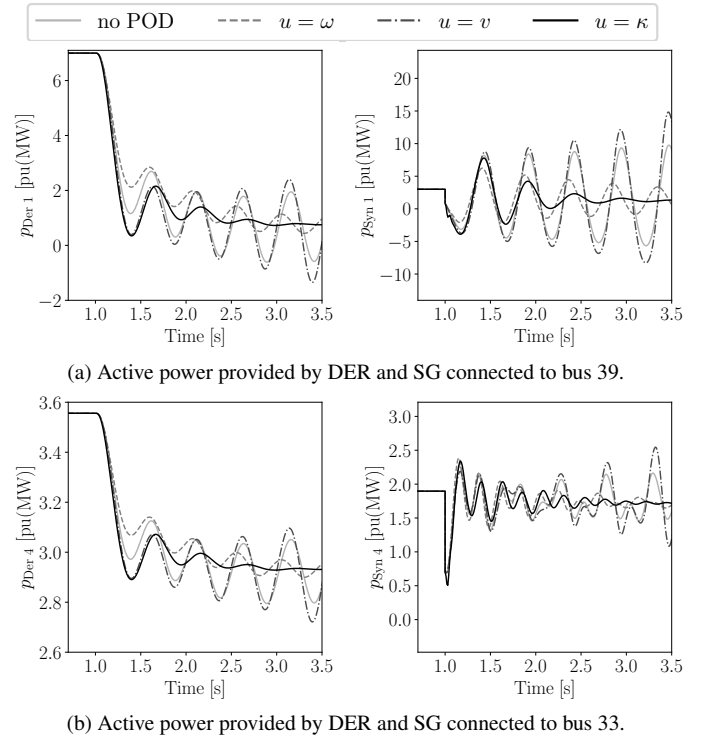 no POD u = ω u = v u = κ
6
4
2
0
−2
1.0 1.5 2.0 2.5 3.0 3.5
Time [s]
pDer 1 [pu(MW)]
20
15
10
5
0
−5
−10
1.0 1.5 2.0 2.5 3.0 3.5
Time [s]
pSyn 1 [pu(MW)]
(a) Active power provided by DER and SG connected to bus 39.
3.6
3.4
3.2
3.0
2.8
2.6
1.0 1.5 2.0 2.5 3.0 3.5
Time [s]
pDer 4 [pu(MW)]
3.0
2.5
2.0
1.5
1.0
0.5
0.0
1.0 1.5 2.0 2.5 3.0 3.5
Time [s]
pSyn 4 [pu(MW)]
(b) Active power provided by DER and SG connected to bus 33.